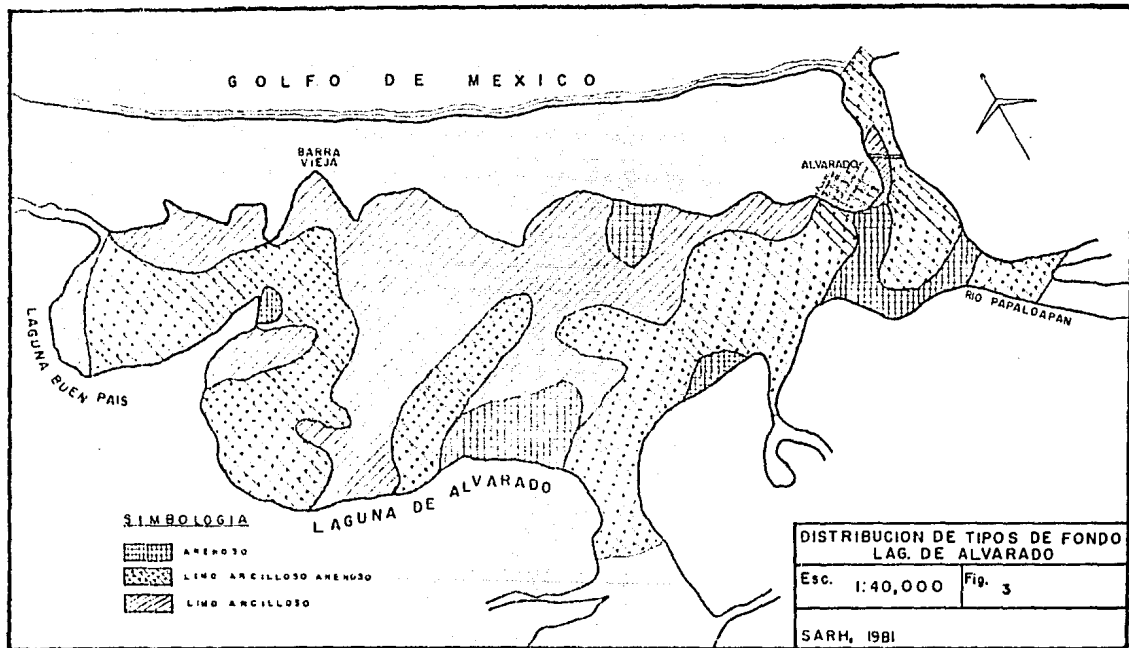 GOLFO DE MEXICO
BARRA
VIEJA
ALVARADO
RIO PAPALOAPAN
LAGUNA BUEN PAIS
LAGUNA DE ALVARADO
SIMBOLOGIA
ARENOSO
LIMO ARCILLOSO ARENOSO
LIMO ARCILLOSO
DISTRIBUCION DE TIPOS DE FONDO
LAG. DE ALVARADO
Esc. 1:40,000 Fig. 3
SARH, 1981